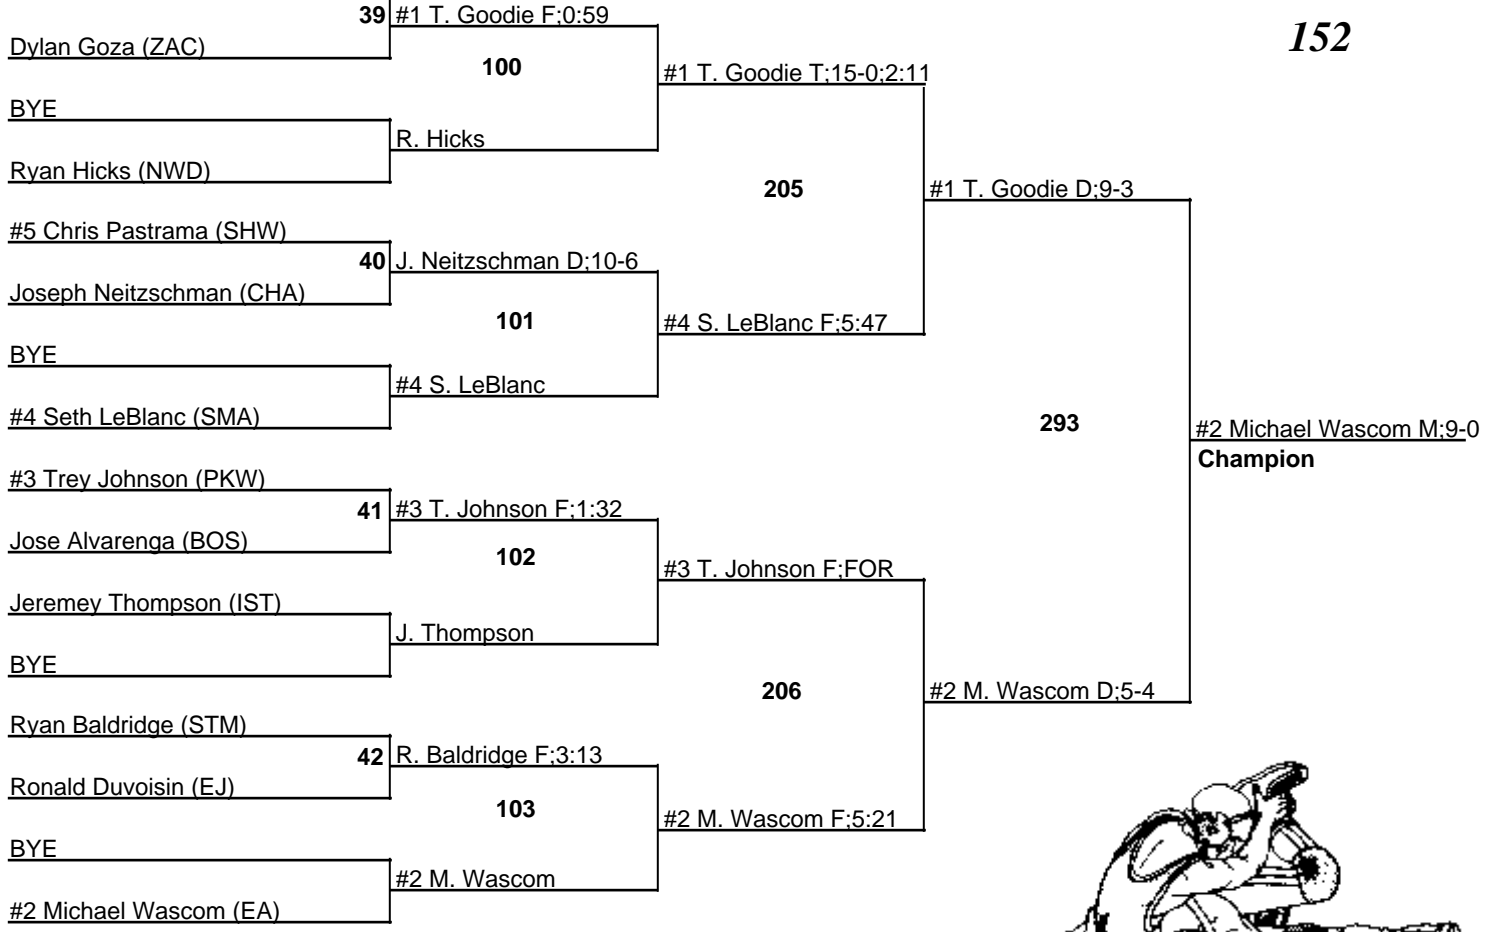 39 #1 T. Goodie F;0:59
152
Dylan Goza (ZAC)
100
#1 T. Goodie T;15-0;2:11
BYE
R. Hicks
Ryan Hicks (NWD)
205
#1 T. Goodie D;9-3
#5 Chris Pastrama (SHW)
40 J. Neitzschman D;10-6
Joseph Neitzschman (CHA)
101
#4 S. LeBlanc F;5:47
BYE
#4 S. LeBlanc
#4 Seth LeBlanc (SMA)
293
#2 Michael Wascom M;9-0
Champion
#3 Trey Johnson (PKW)
41 #3 T. Johnson F;1:32
Jose Alvarenga (BOS)
102
#3 T. Johnson F;FOR
Jeremey Thompson (IST)
J. Thompson
BYE
206
#2 M. Wascom D;5-4
Ryan Baldridge (STM)
42 R. Baldridge F;3:13
Ronald Duvoisin (EJ)
103
#2 M. Wascom F;5:21
BYE
#2 M. Wascom
#2 Michael Wascom (EA)